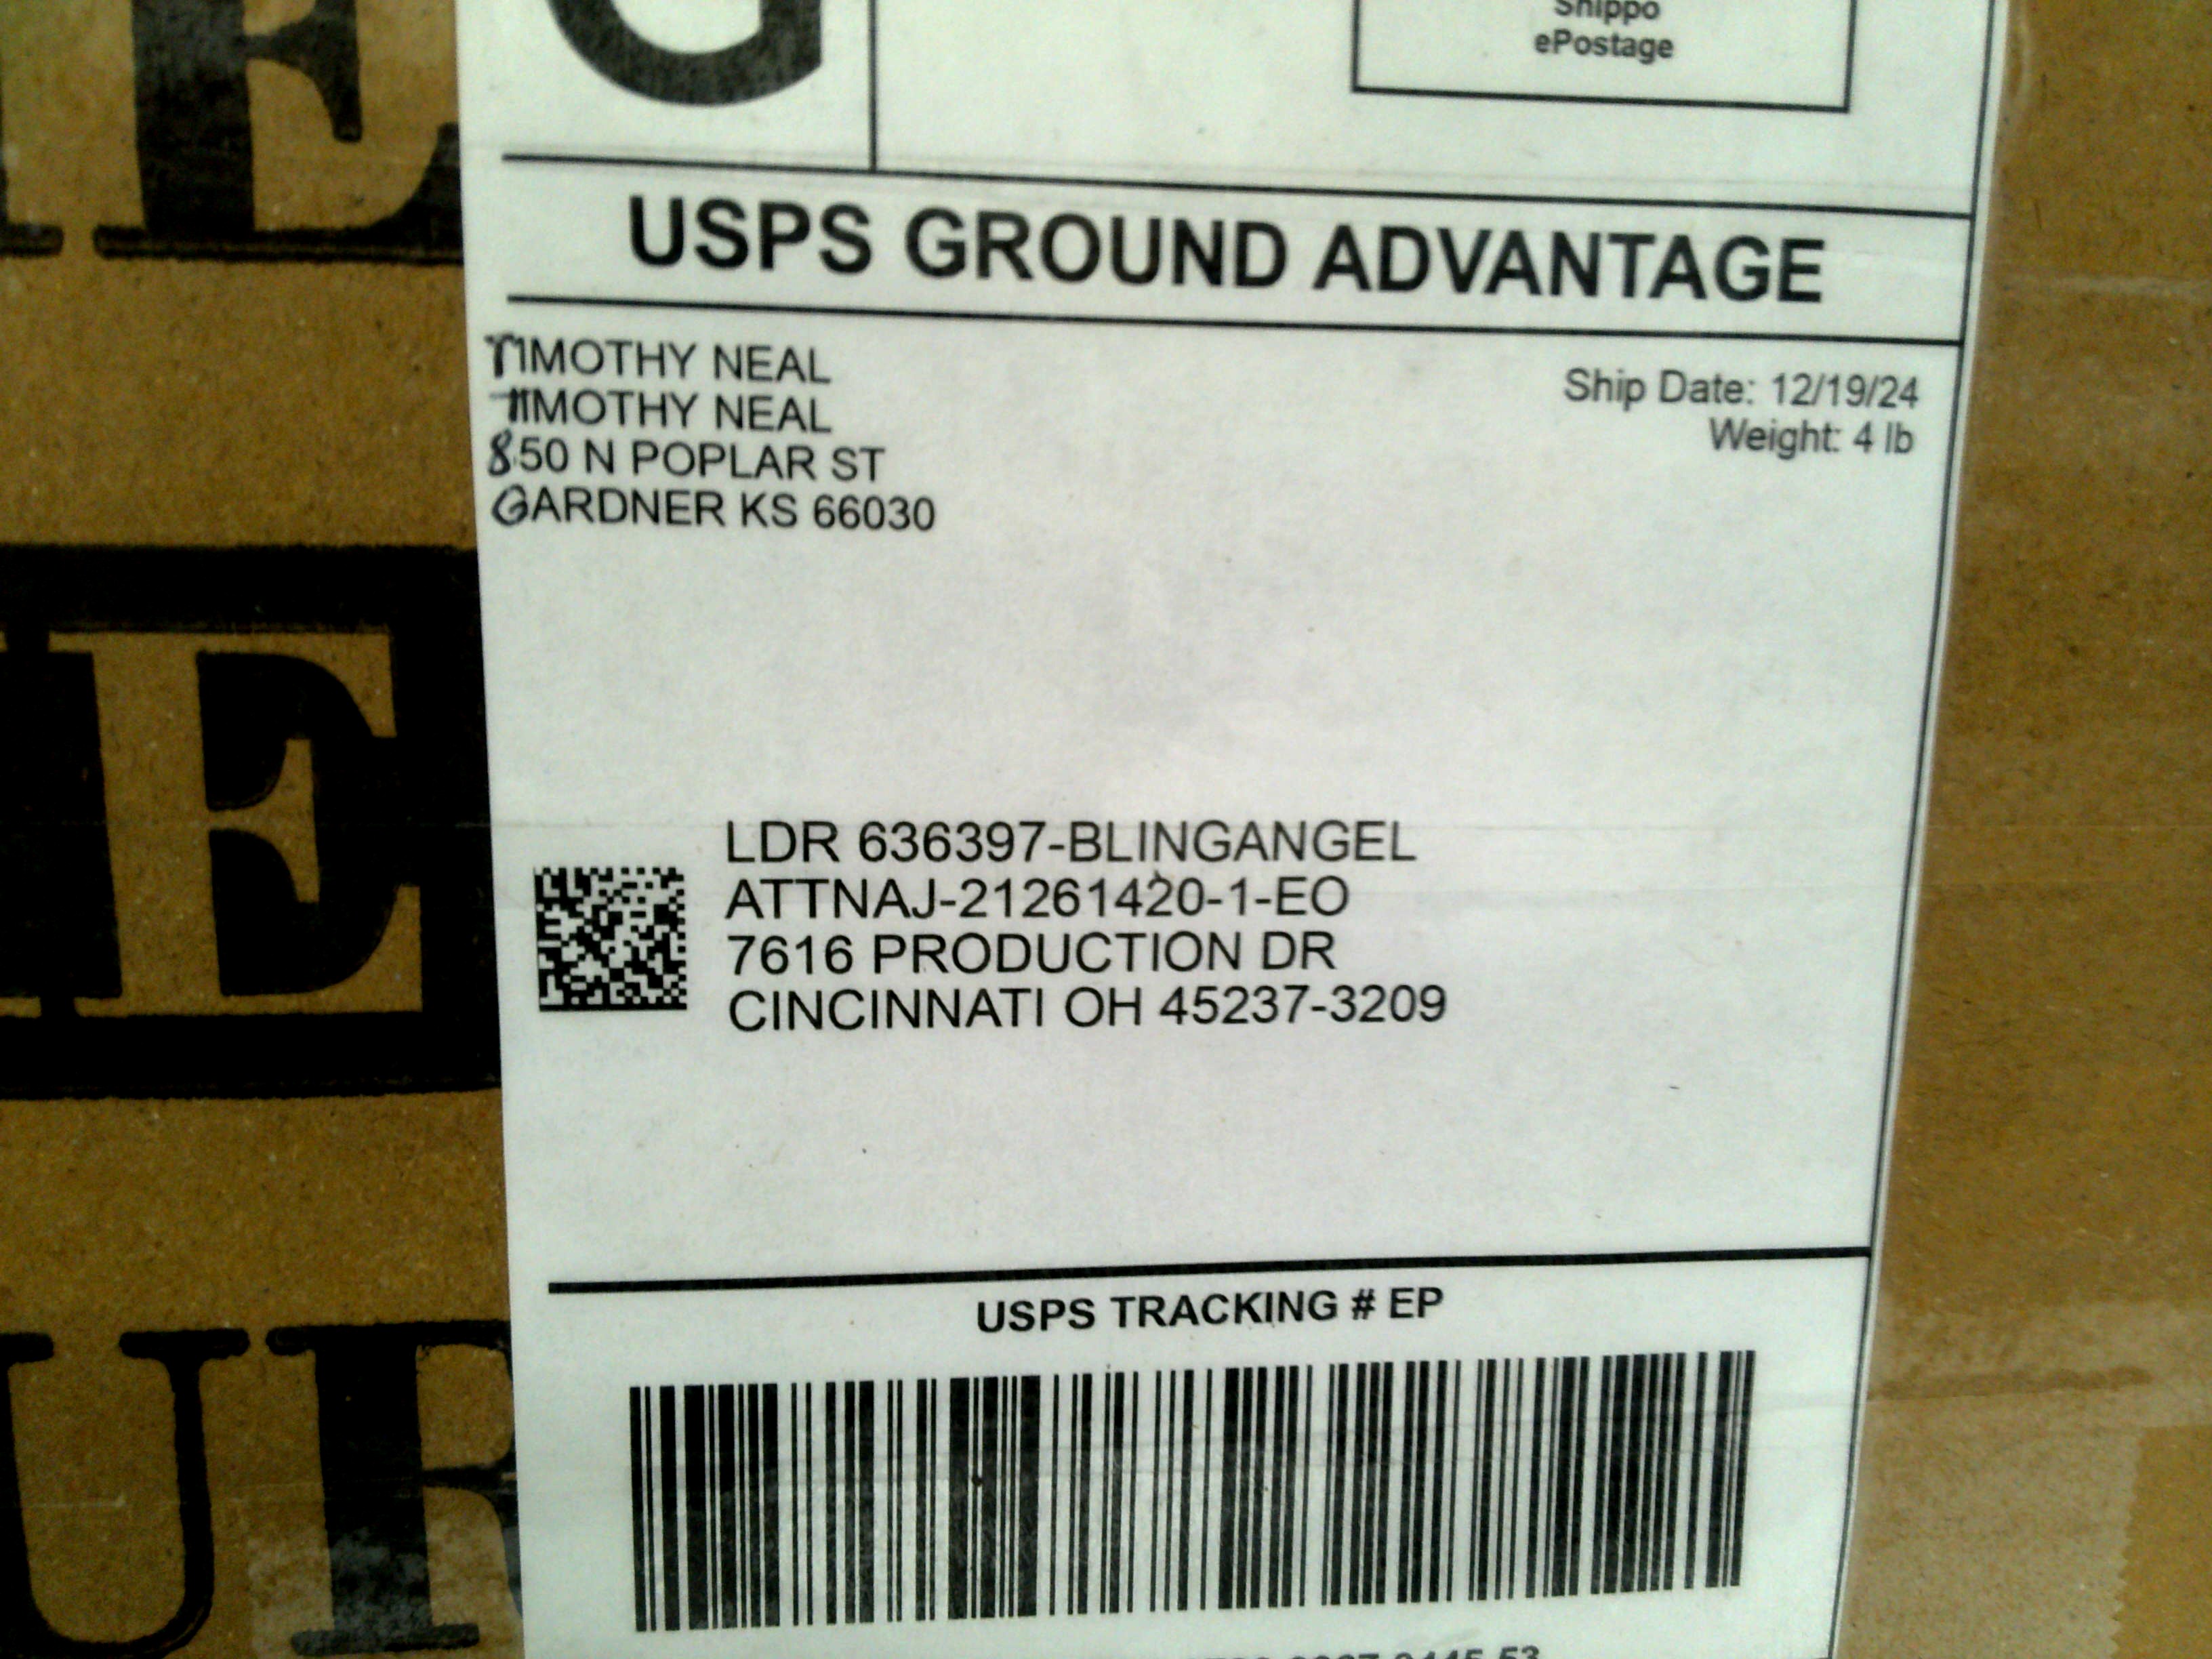 G
Shippo
ePostage
USPS GROUND ADVANTAGE
TIMOTHY NEAL
TIMOTHY NEAL
850 N POPLAR ST
GARDNER KS 66030
Ship Date: 12/19/24
Weight: 4 lb
LDR 636397-BLINGANGEL
ATTNAJ-21261420-1-EO
7616 PRODUCTION DR
CINCINNATI OH 45237-3209
USPS TRACKING # EP